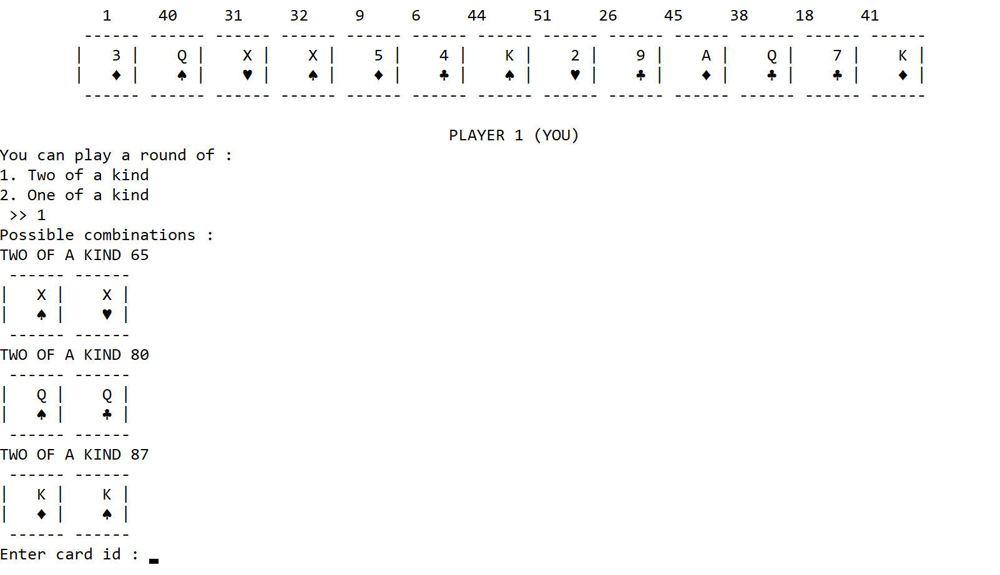 1 40 31 32 9 6 44 51 26 45 38 18 41
------ ------ ------ ------ ------ ------ ------ ------ ------ ------ ------ ------ ------
| 3 | Q | X | X | 5 | 4 | K | 2 | 9 | A | Q | 7 | K |
| ♦ | ♠ | ♥ | ♠ | ♦ | ♣ | ♠ | ♥ | ♣ | ♦ | ♣ | ♣ | ♦ |
------ ------ ------ ------ ------ ------ ------ ------ ------ ------ ------ ------ ------
PLAYER 1 (YOU)
You can play a round of :
1. Two of a kind
2. One of a kind
>> 1
Possible combinations :
TWO OF A KIND 65
------ ------
| X | X |
| ♠ | ♥ |
------ ------
TWO OF A KIND 80
------ ------
| Q | Q |
| ♠ | ♣ |
------ ------
TWO OF A KIND 87
------ ------
| K | K |
| ♦ | ♠ |
------ ------
Enter card id :